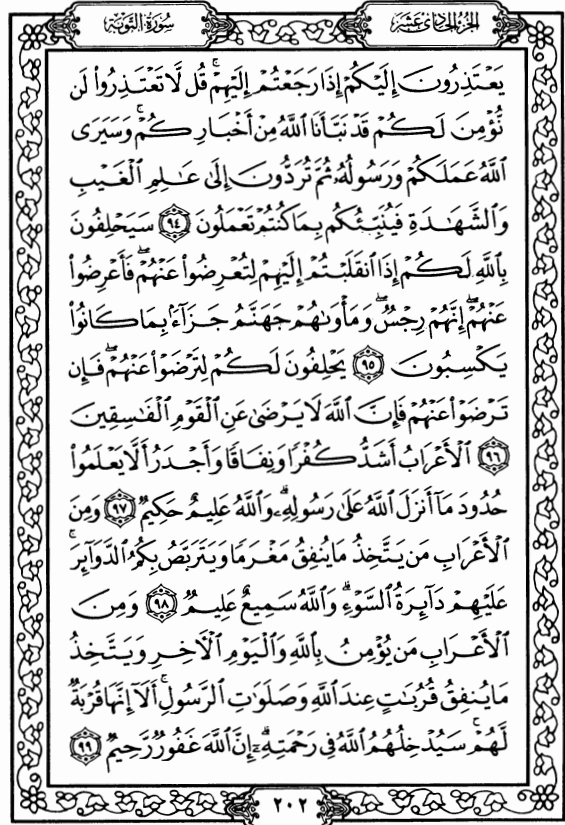 الجزء الحادي عشر
سورة التوبة
يَعْتَذِرُونَ إِلَيْكُمْ إِذَا رَجَعْتُمْ إِلَيْهِمْ ۚ قُل لَّا تَعْتَذِرُوا۟ لَن
نُّؤْمِنَ لَكُمْ قَدْ نَبَّأَنَا ٱللَّهُ مِنْ أَخْبَارِكُمْ ۚ وَسَيَرَى
ٱللَّهُ عَمَلَكُمْ وَرَسُولُهُۥ ثُمَّ تُرَدُّونَ إِلَىٰ عَـٰلِمِ ٱلْغَيْبِ
وَٱلشَّهَـٰدَةِ فَيُنَبِّئُكُم بِمَا كُنتُمْ تَعْمَلُونَ ٩٤ سَيَحْلِفُونَ
بِٱللَّهِ لَكُمْ إِذَا ٱنقَلَبْتُمْ إِلَيْهِمْ لِتُعْرِضُوا۟ عَنْهُمْ ۖ فَأَعْرِضُوا۟
عَنْهُمْ ۖ إِنَّهُمْ رِجْسٌ ۖ وَمَأْوَىٰهُمْ جَهَنَّمُ جَزَآءًۢ بِمَا كَانُوا۟
يَكْسِبُونَ ٩٥ يَحْلِفُونَ لَكُمْ لِتَرْضَوْا۟ عَنْهُمْ ۖ فَإِن
تَرْضَوْا۟ عَنْهُمْ فَإِنَّ ٱللَّهَ لَا يَرْضَىٰ عَنِ ٱلْقَوْمِ ٱلْفَـٰسِقِينَ
٩٦ ٱلْأَعْرَابُ أَشَدُّ كُفْرًا وَنِفَاقًا وَأَجْدَرُ أَلَّا يَعْلَمُوا۟
حُدُودَ مَآ أَنزَلَ ٱللَّهُ عَلَىٰ رَسُولِهِۦ ۗ وَٱللَّهُ عَلِيمٌ حَكِيمٌ ٩٧ وَمِنَ
ٱلْأَعْرَابِ مَن يَتَّخِذُ مَا يُنفِقُ مَغْرَمًا وَيَتَرَبَّصُ بِكُمُ ٱلدَّوَآئِرَ ۚ
عَلَيْهِمْ دَآئِرَةُ ٱلسَّوْءِ ۗ وَٱللَّهُ سَمِيعٌ عَلِيمٌ ٩٨ وَمِنَ
ٱلْأَعْرَابِ مَن يُؤْمِنُ بِٱللَّهِ وَٱلْيَوْمِ ٱلْـَٔاخِرِ وَيَتَّخِذُ
مَا يُنفِقُ قُرُبَـٰتٍ عِندَ ٱللَّهِ وَصَلَوَٰتِ ٱلرَّسُولِ ۚ أَلَآ إِنَّهَا قُرْبَةٌ
لَّهُمْ ۚ سَيُدْخِلُهُمُ ٱللَّهُ فِى رَحْمَتِهِۦٓ ۗ إِنَّ ٱللَّهَ غَفُورٌ رَّحِيمٌ ٩٩
٢٠٢